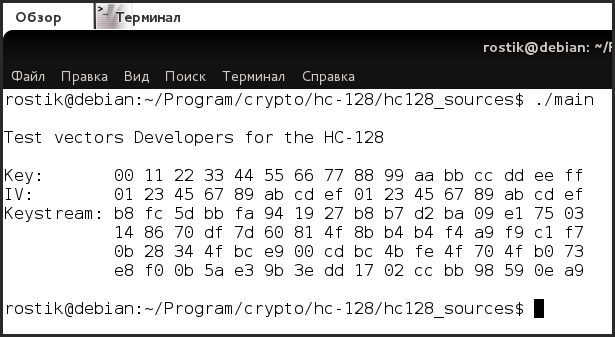 Обзор Терминал
rostik@debian: ~/
Файл Правка Вид Поиск Терминал Справка
rostik@debian:~/Program/crypto/hc-128/hc128_sources$ ./main
Test vectors Developers for the HC-128
Key: 00 11 22 33 44 55 66 77 88 99 aa bb cc dd ee ff
IV: 01 23 45 67 89 ab cd ef 01 23 45 67 89 ab cd ef
Keystream: b8 fc 5d bb fa 94 19 27 b8 b7 d2 ba 09 e1 75 03
14 86 70 df 7d 60 81 4f 8b b4 b4 f4 a9 f9 c1 f7
0b 28 34 4f bc e9 00 cd bc 4b fe 4f 70 4f b0 73
e8 f0 0b 5a e3 9b 3e dd 17 02 cc bb 98 59 0e a9
rostik@debian:~/Program/crypto/hc-128/hc128_sources$